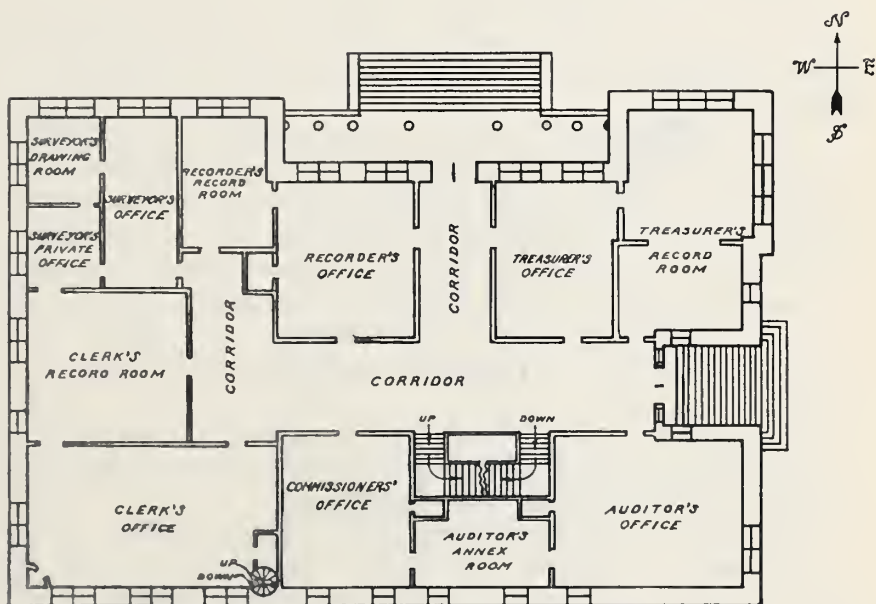 N
W E
S
SURVEYOR'S
DRAWING
ROOM
SURVEYOR'S
OFFICE
RECORDER'S
RECORD
ROOM
SURVEYOR'S
PRIVATE
OFFICE
RECORDER'S
OFFICE
CORRIDOR
TREASURER'S
OFFICE
TREASURER'S
RECORD
ROOM
CLERK'S
RECORD ROOM
CORRIDOR
CORRIDOR
UP
DOWN
CLERK'S
OFFICE
UP
DOWN
COMMISSIONERS'
OFFICE
AUDITOR'S
ANNEX
ROOM
AUDITOR'S
OFFICE